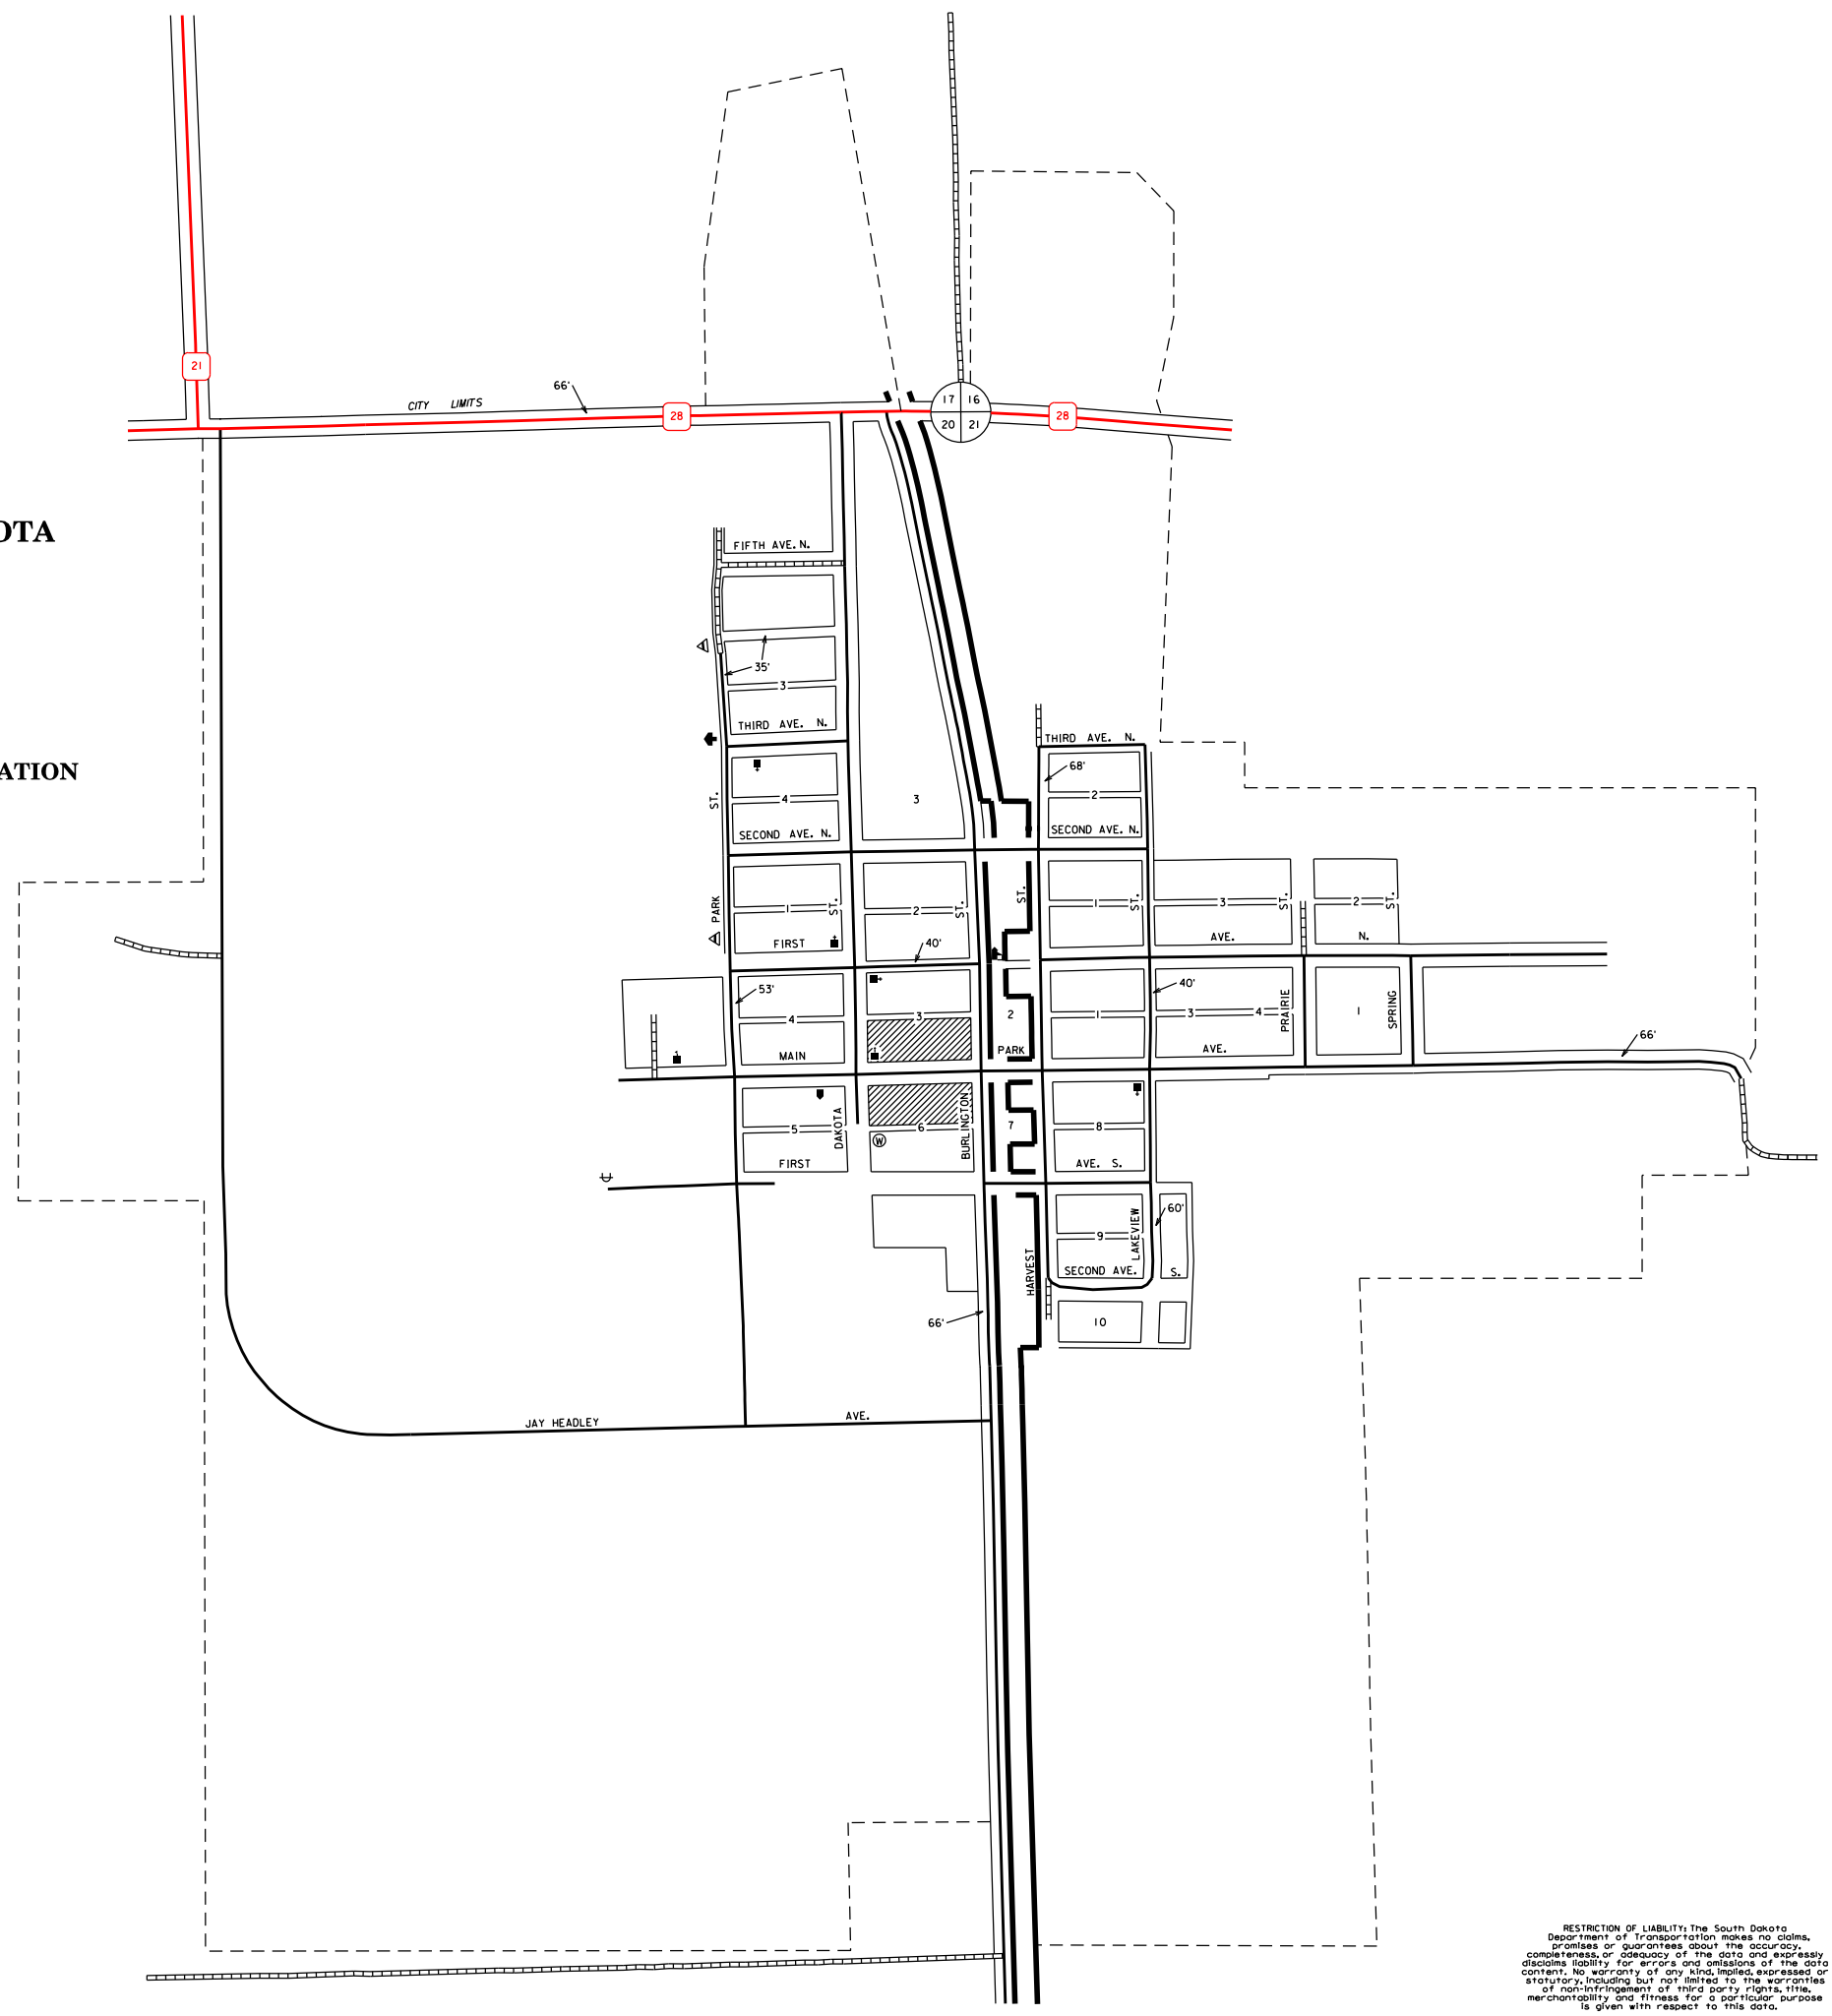 17 16
21
66'
CITY LIMITS
28
28
20 21
OTA
FIFTH AVE. N.
35'
3
THIRD AVE. N.
THIRD AVE. N.
68'
ATION
ST.
4
3
2
SECOND AVE. N.
SECOND AVE. N.
PARK
1
ST.
2
ST.
ST.
1
ST.
3
ST.
2
ST.
FIRST
40'
AVE.
N.
53'
40'
4
3
2
1
3
4
PRAIRIE
1
SPRING
66'
MAIN
PARK
AVE.
5
DAKOTA
6
W
BURLINGTON
7
8
FIRST
AVE. S.
60'
9
LAKEVIEW
HARVEST
SECOND AVE.
S.
66'
10
JAY HEADLEY
AVE.
RESTRICTION OF LIABILITY: The South Dakota
Department of Transportation makes no claims,
promises or guarantees about the accuracy,
completeness, or adequacy of the data and expressly
disclaims liability for errors and omissions of the data
content. No warranty of any kind, implied, expressed or
statutory, including but not limited to the warranties
of non-infringement of third party rights, title,
merchantability and fitness for a particular purpose
is given with respect to this data.